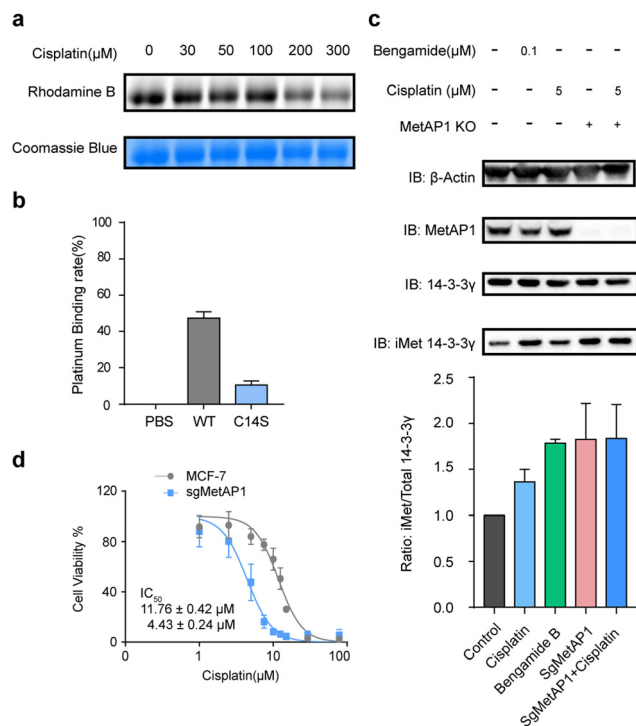 a
Cisplatin(μM) 0 30 50 100 200 300
Rhodamine B
Coomassie Blue
b
Platinum Binding rate(%)
100
80
60
40
20
0
PBS WT C14S
c
Bengamide(μM) - 0.1 - - -
Cisplatin (μM) - - 5 - 5
MetAP1 KO - - - + +
IB: β-Actin
IB: MetAP1
IB: 14-3-3γ
IB: iMet 14-3-3γ
Ratio: iMet/Total 14-3-3γ
2.5
2.0
1.5
1.0
0.5
0.0
Control
Cisplatin
Bengamide B
SgMetAP1
SgMetAP1+Cisplatin
d
MCF-7
sgMetAP1
Cell Viability %
120
80
40
0
IC50
11.76 ± 0.42 μM
4.43 ± 0.24 μM
0 1 10 100
Cisplatin(μM)